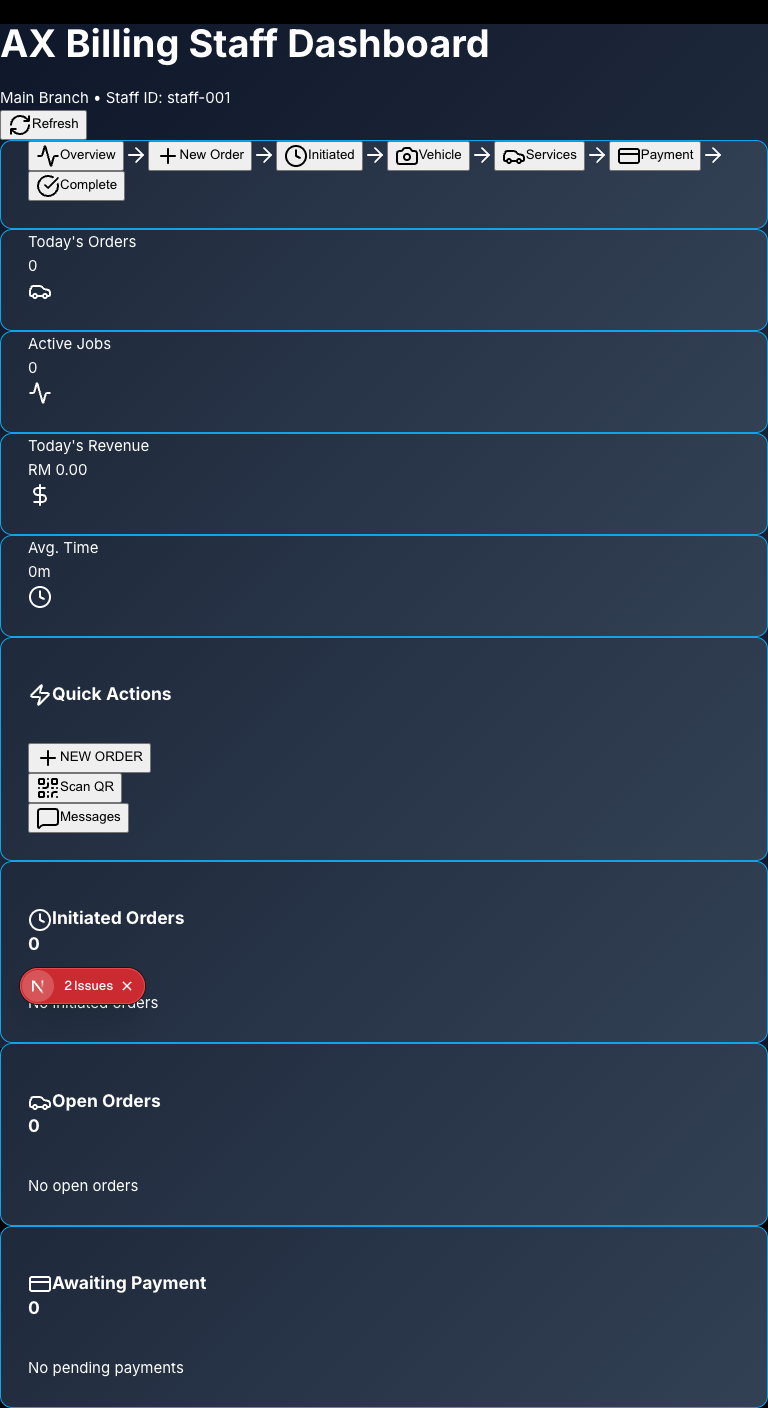 AX Billing Staff Dashboard
Main Branch • Staff ID: staff-001
Refresh
Overview New Order Initiated Vehicle Services Payment
Complete
Today's Orders
0
Active Jobs
0
Today's Revenue
RM 0.00
Avg. Time
0m
Quick Actions
NEW ORDER
Scan QR
Messages
Initiated Orders
0
N 2 Issues
No initiated orders
Open Orders
0
No open orders
Awaiting Payment
0
No pending payments